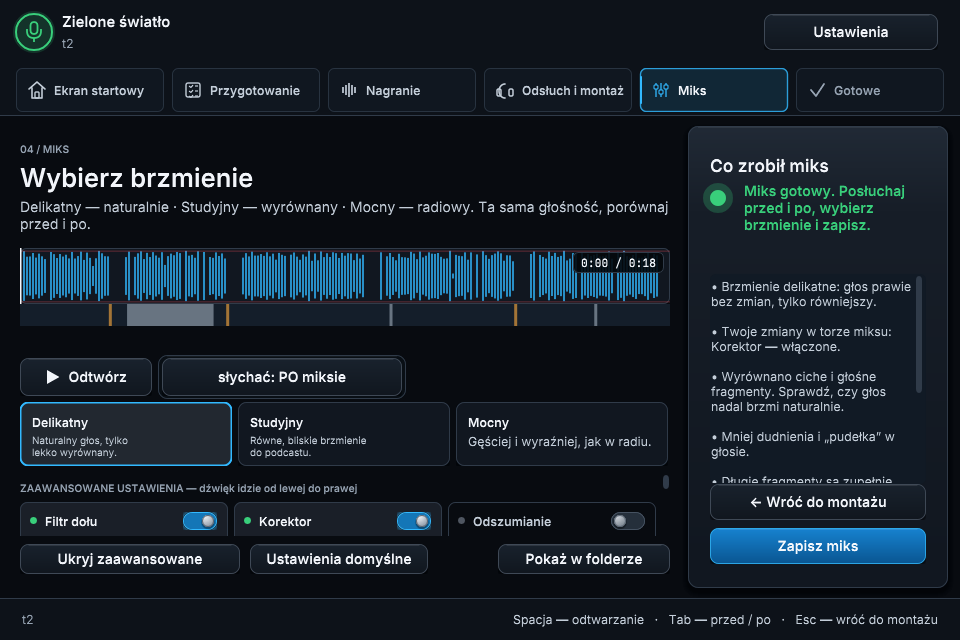 Zielone światło
t2
Ustawienia
Ekran startowy
Przygotowanie
Nagranie
Odsłuch i montaż
Miks
Gotowe
04 / MIKS
Wybierz brzmienie
Delikatny — naturalnie · Studyjny — wyrównany · Mocny — radiowy. Ta sama głośność, porównaj
przed i po.
0:00 / 0:18
Odtwórz
słychać: PO miksie
Delikatny
Naturalny głos, tylko
lekko wyrównany.
Studyjny
Równe, bliskie brzmienie
do podcastu.
Mocny
Gęściej i wyraźniej, jak w radiu.
ZAAWANSOWANE USTAWIENIA — dźwięk idzie od lewej do prawej
Filtr dołu
Korektor
Odszumianie
Ukryj zaawansowane
Ustawienia domyślne
Pokaż w folderze
Co zrobił miks
Miks gotowy. Posłuchaj
przed i po, wybierz
brzmienie i zapisz.
• Brzmienie delikatne: głos prawie
bez zmian, tylko równiejszy.
• Twoje zmiany w torze miksu:
Korektor — włączone.
• Wyrównano ciche i głośne
fragmenty. Sprawdź, czy głos
nadal brzmi naturalnie.
• Mniej dudnienia i „pudełka” w
głosie.
• Długie fragmenty są zupełnie
← Wróć do montażu
Zapisz miks
t2
Spacja — odtwarzanie · Tab — przed / po · Esc — wróć do montażu